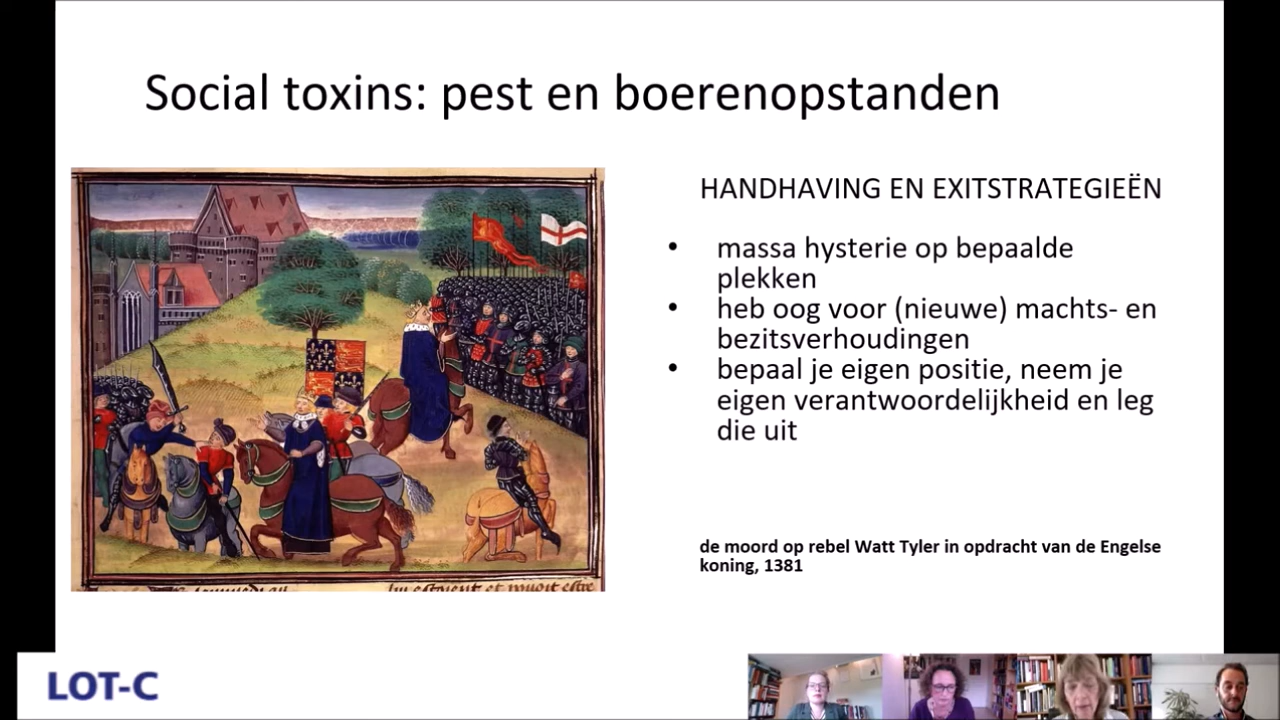 Social toxins: pest en boerenopstanden
HANDHAVING EN EXITSTRATEGIEËN
• massa hysterie op bepaalde
plekken
• heb oog voor (nieuwe) machts- en
bezitsverhoudingen
• bepaal je eigen positie, neem je
eigen verantwoordelijkheid en leg
die uit
de moord op rebel Watt Tyler in opdracht van de Engelse
koning, 1381
LOT-C